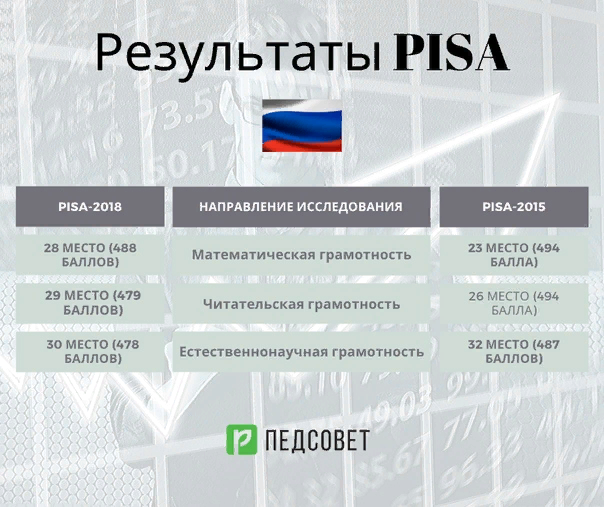 Результаты PISA
PISA-2018
НАПРАВЛЕНИЕ ИССЛЕДОВАНИЯ
PISA-2015
28 МЕСТО (488
БАЛЛОВ)
Математическая грамотность
23 МЕСТО (494
БАЛЛА)
29 МЕСТО (479
БАЛЛОВ)
Читательская грамотность
26 МЕСТО (494
БАЛЛА)
30 МЕСТО (478
БАЛЛОВ)
Естественнонаучная грамотность
32 МЕСТО (487
БАЛЛОВ)
ПЕДСОВЕТ